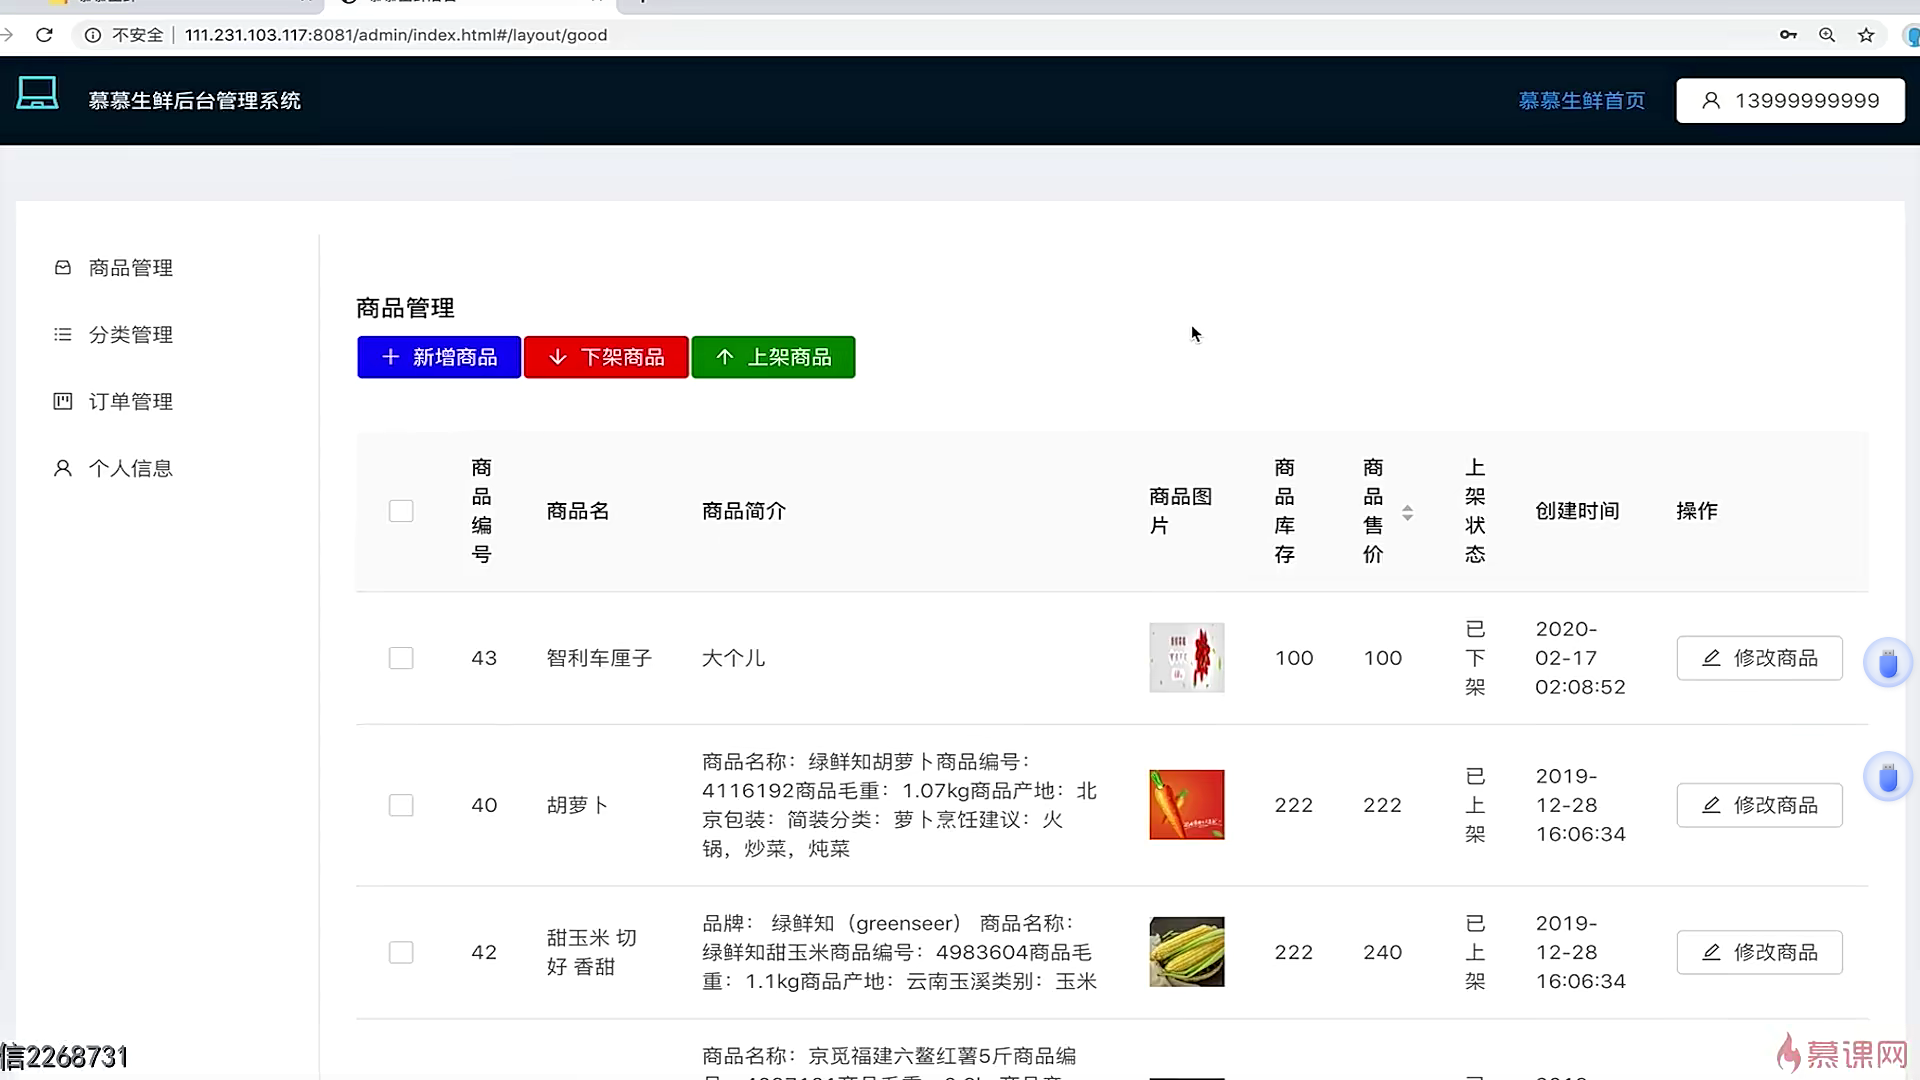 不安全 111.231.103.117:8081/admin/index.html#/layout/good
慕慕生鲜后台管理系统
慕慕生鲜首页
13999999999
商品管理
分类管理
订单管理
个人信息
商品管理
新增商品
下架商品
上架商品
商
品
编
号
商品名
商品简介
商品图
片
商
品
库
存
商
品
售
价
上
架
状
态
创建时间
操作
43
智利车厘子
大个儿
100
100
已
下
架
2020-
02-17
02:08:52
修改商品
40
胡萝卜
商品名称：绿鲜知胡萝卜商品编号：
4116192商品毛重：1.07kg商品产地：北
京包装：简装分类：萝卜烹饪建议：火
锅，炒菜，炖菜
222
222
已
上
架
2019-
12-28
16:06:34
修改商品
42
甜玉米 切
好 香甜
品牌： 绿鲜知（greenseer） 商品名称：
绿鲜知甜玉米商品编号：4983604商品毛
重：1.1kg商品产地：云南玉溪类别：玉米
222
240
已
上
架
2019-
12-28
16:06:34
修改商品
商品名称：京觅福建六鳌红薯5斤商品编
信2268731
慕课网